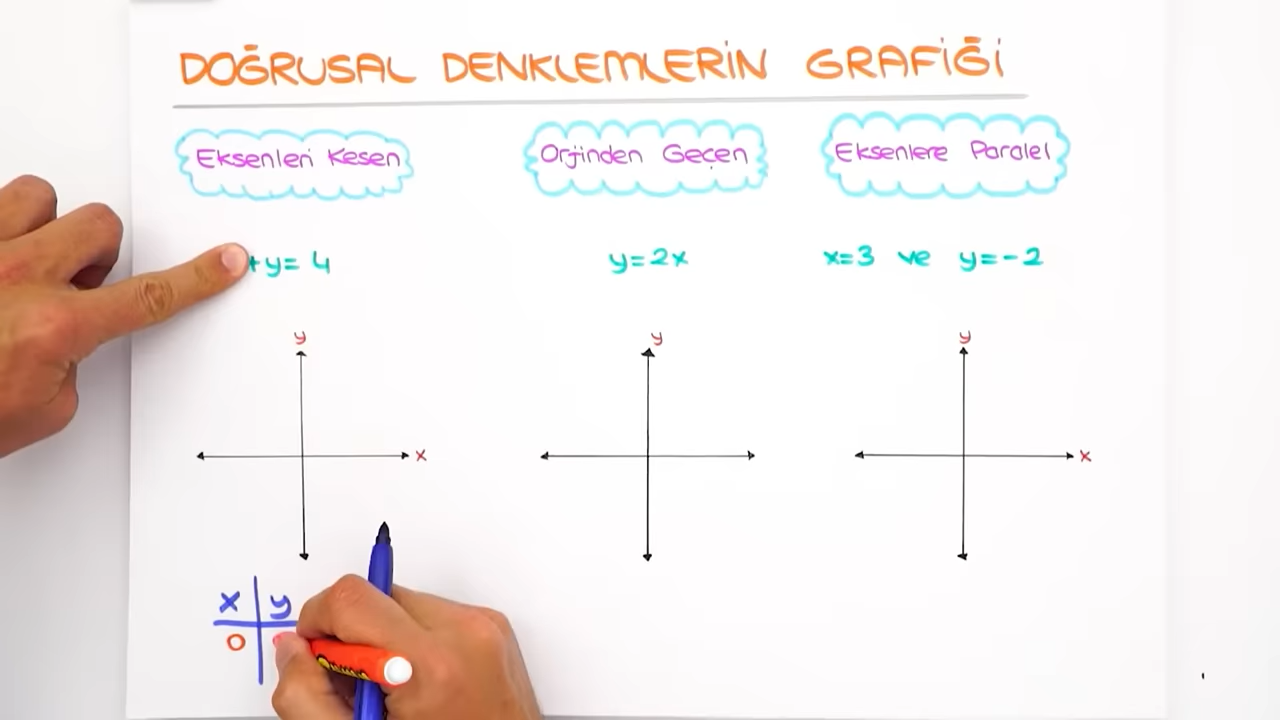 DOĞRUSAL DENKLEMLERİN GRAFİĞİ
Eksenleri Kesen
Orjinden Geçen
Eksenlere Paralel
+y=4
y=2x
x=3 ve y=-2
y
y
y
x
x
x y
0